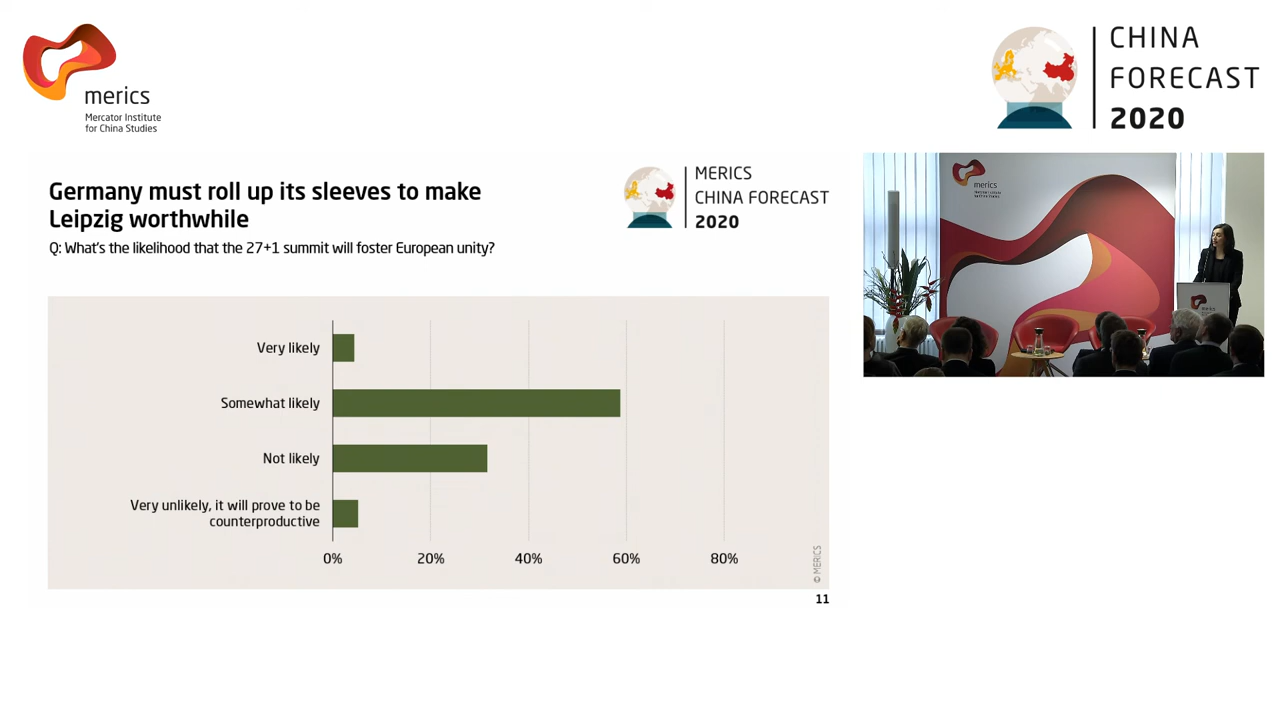 merics
Mercator Institute
for China Studies
CHINA
FORECAST
2020
Germany must roll up its sleeves to make
Leipzig worthwhile
Q: What's the likelihood that the 27+1 summit will foster European unity?
MERICS
CHINA FORECAST
2020
Very likely
Somewhat likely
Not likely
Very unlikely, it will prove to be
counterproductive
0% 20% 40% 60% 80%
© MERICS
11
merics
merics